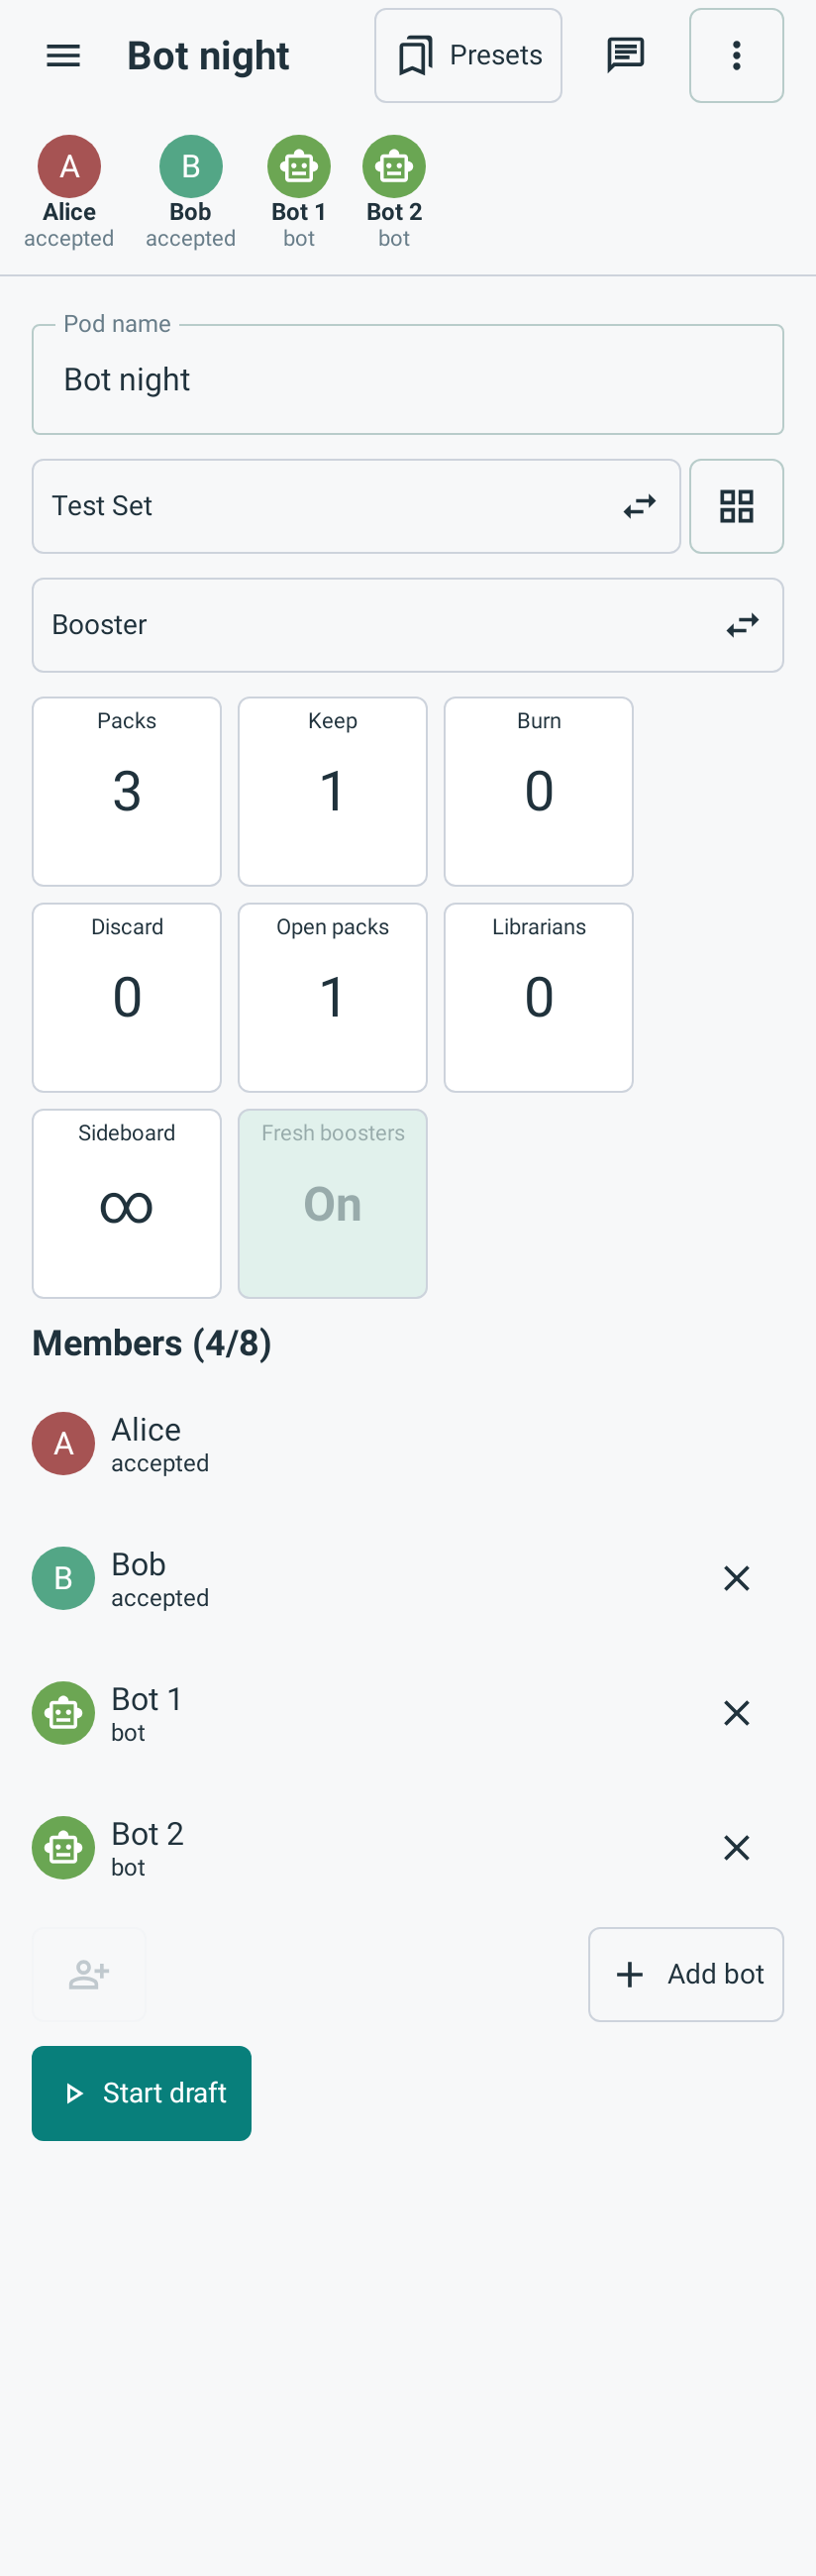 Bot night
Presets
A
B
Alice
Bob
Bot 1
Bot 2
accepted
accepted
bot
bot
Pod name
Bot night
Test Set
Booster
Packs
Keep
Burn
3
1
0
Discard
Open packs
Librarians
0
1
0
Sideboard
Fresh boosters
∞
On
Members (4/8)
A
Alice
accepted
B
Bob
accepted
Bot 1
bot
Bot 2
bot
Add bot
Start draft